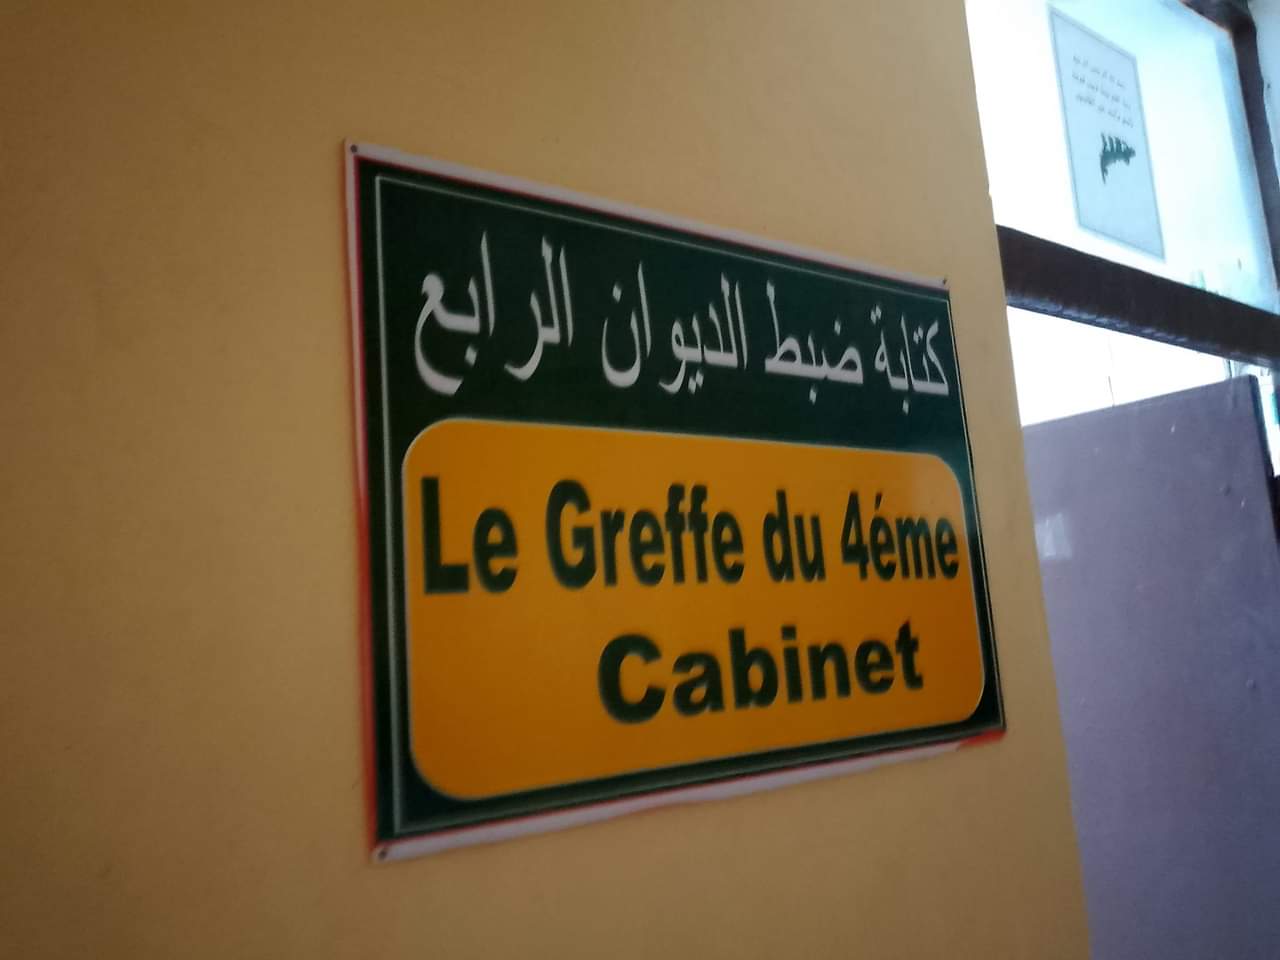 كتابة ضبط الديوان الرابع
Le Greffe du 4éme
Cabinet